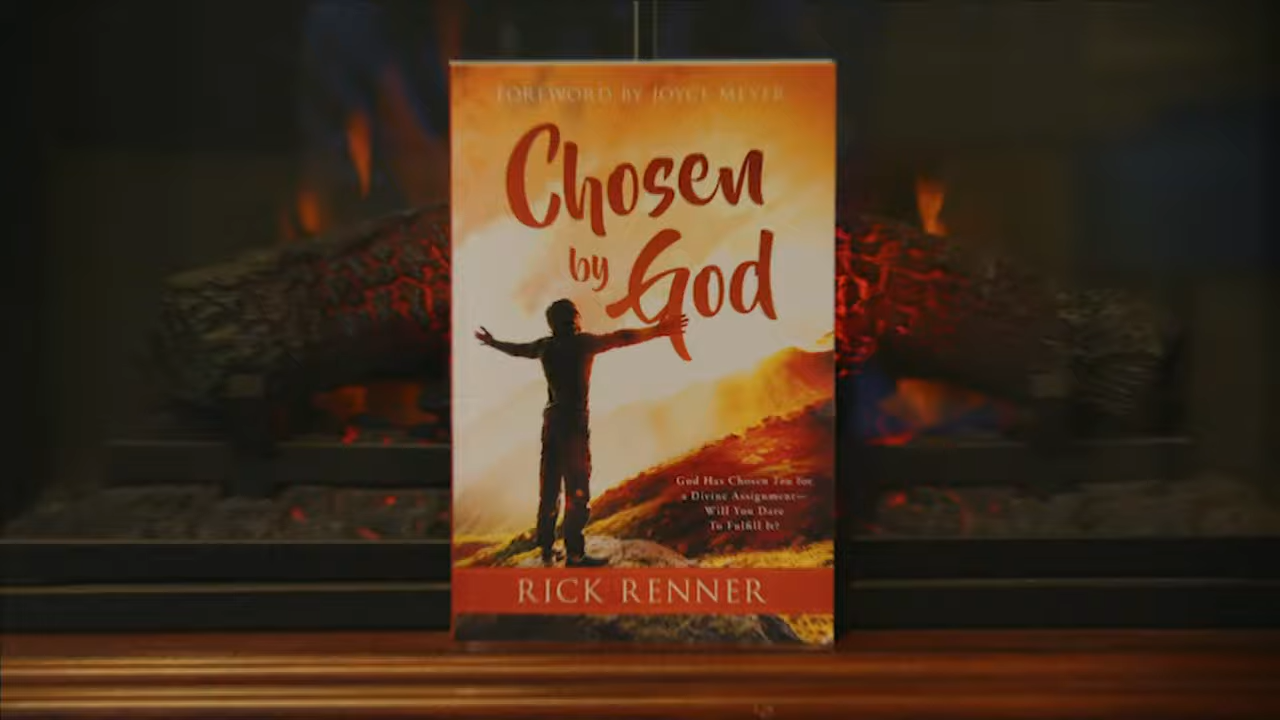 FOREWORD BY JOYCE MEYER
Chosen
by God
God Has Chosen You for
a Divine Assignment—
Will You Dare
To Fulfill It?
RICK RENNER